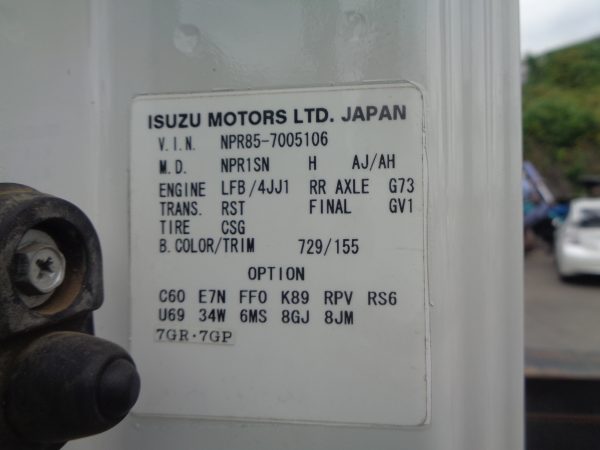 ISUZU MOTORS LTD. JAPAN
V.I.N. NPR85-7005106
M.D. NPR1SN H AJ/AH
ENGINE LFB/4JJ1 RR AXLE G73
TRANS. RST FINAL GV1
TIRE CSG
B.COLOR/TRIM 729/155
OPTION
C60 E7N FF0 K89 RPV RS6
U69 34W 6MS 8GJ 8JM
7GR·7GP